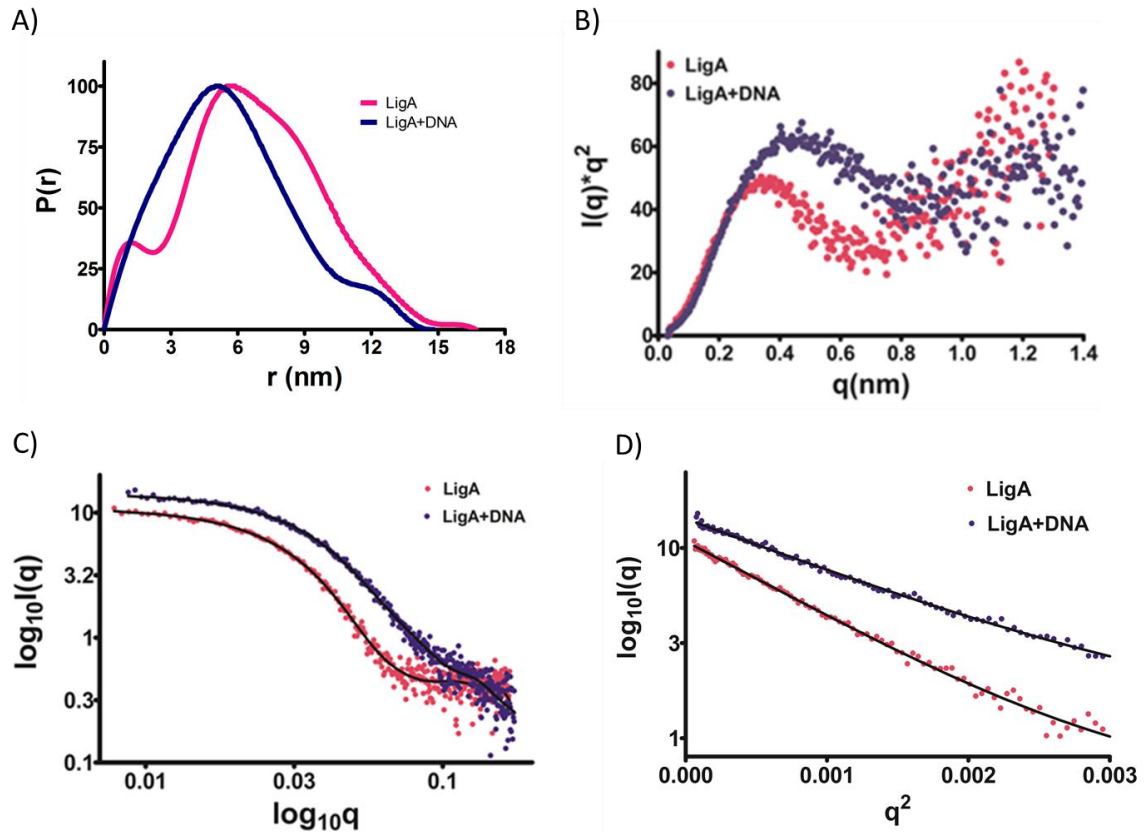 A)
P(r)
100
75
50
25
0
0 3 6 9 12 15 18
r (nm)
LigA
LigA+DNA
B)
I(q)*q²
80
60
40
20
0
0.0 0.2 0.4 0.6 0.8 1.0 1.2 1.4
q(nm)
LigA
LigA+DNA
C)
log₁₀I(q)
10
3.2
1
0.3
0.1
0.01 0.03 0.1
log₁₀q
LigA
LigA+DNA
D)
log₁₀I(q)
10
3
1
0.000 0.001 0.002 0.003
q²
LigA
LigA+DNA